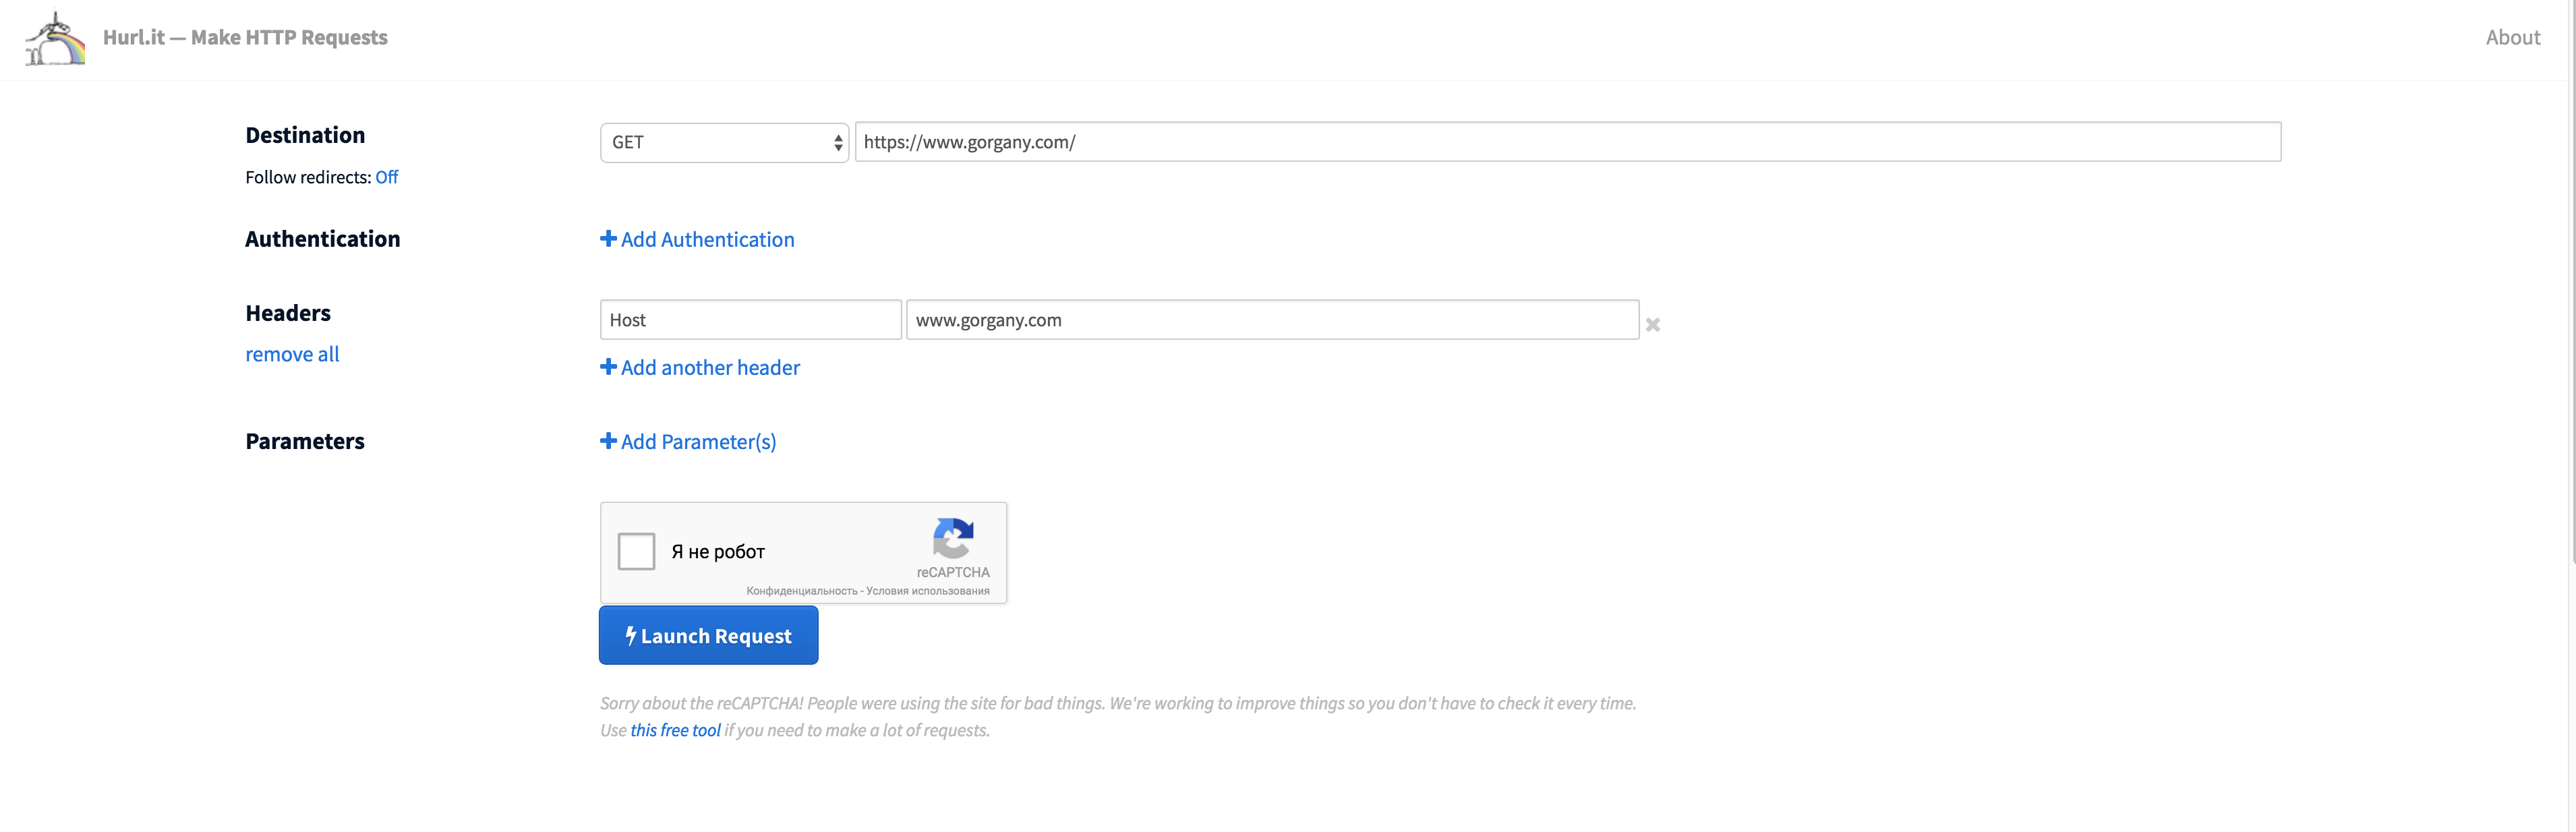 Hurl.it — Make HTTP Requests
About
Destination
GET
https://www.gorgany.com/
Follow redirects: Off
Authentication
Add Authentication
Headers
Host
www.gorgany.com
remove all
Add another header
Parameters
Add Parameter(s)
Я не робот
reCAPTCHA
Конфиденциальность - Условия использования
Launch Request
Sorry about the reCAPTCHA! People were using the site for bad things. We're working to improve things so you don't have to check it every time.
Use this free tool if you need to make a lot of requests.